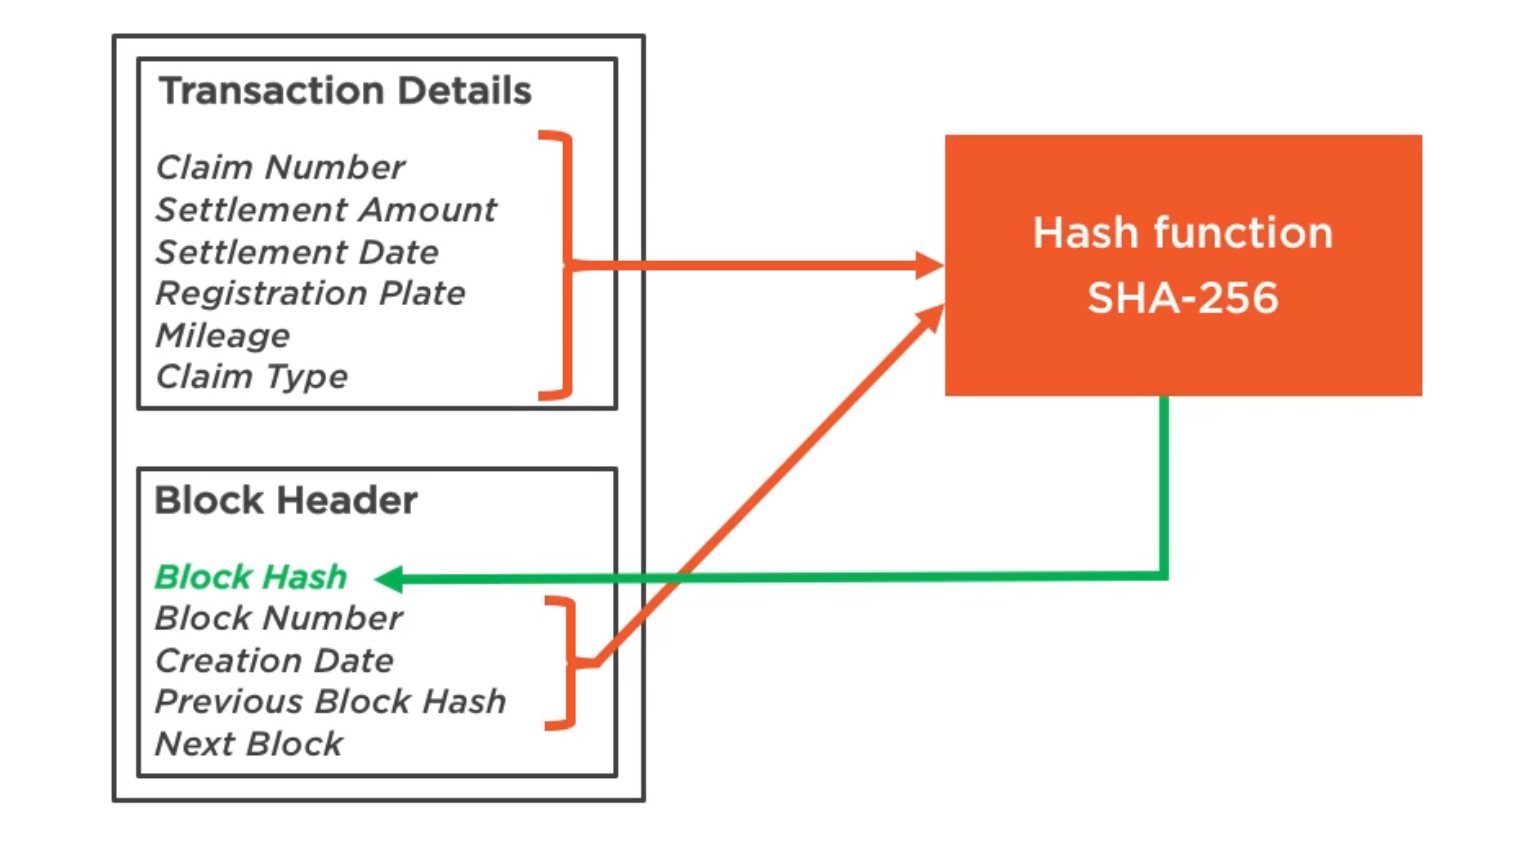 Transaction Details
Claim Number
Settlement Amount
Settlement Date
Registration Plate
Mileage
Claim Type
Hash function
SHA-256
Block Header
Block Hash
Block Number
Creation Date
Previous Block Hash
Next Block